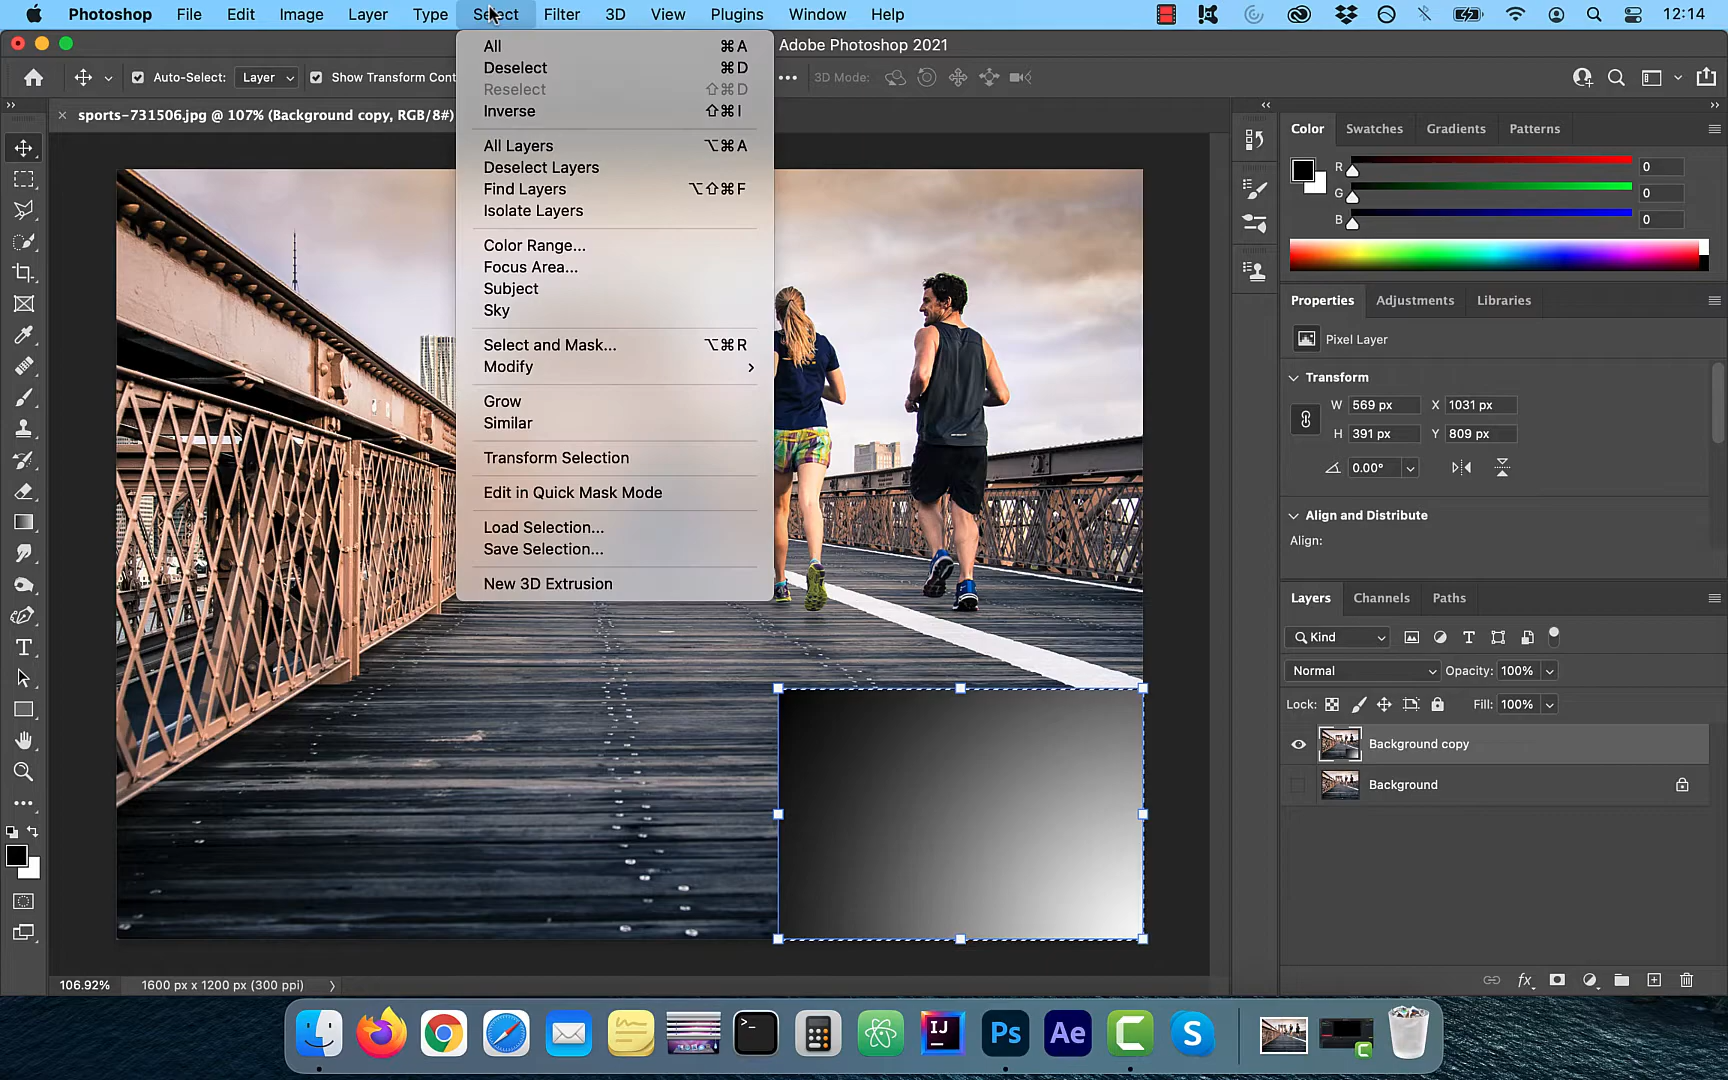 Photoshop File Edit Image Layer Type Select Filter 3D View Plugins Window Help 12:14
Adobe Photoshop 2021
Auto-Select: Layer Show Transform Cont 3D Mode:
sports-731506.jpg @ 107% (Background copy, RGB/8#)
All ⌘A
Deselect ⌘D
Reselect ⇧⌘D
Inverse ⇧⌘I
All Layers ⌥⌘A
Deselect Layers
Find Layers ⌥⇧⌘F
Isolate Layers
Color Range...
Focus Area...
Subject
Sky
Select and Mask... ⌥⌘R
Modify
Grow
Similar
Transform Selection
Edit in Quick Mask Mode
Load Selection...
Save Selection...
New 3D Extrusion
Color Swatches Gradients Patterns
R 0
G 0
B 0
Properties Adjustments Libraries
Pixel Layer
Transform
W 569 px X 1031 px
H 391 px Y 809 px
0.00°
Align and Distribute
Align:
Layers Channels Paths
Kind
Normal Opacity: 100%
Lock: Fill: 100%
Background copy
Background
fx
106.92% 1600 px x 1200 px (300 ppi)
IJ Ps Ae C S